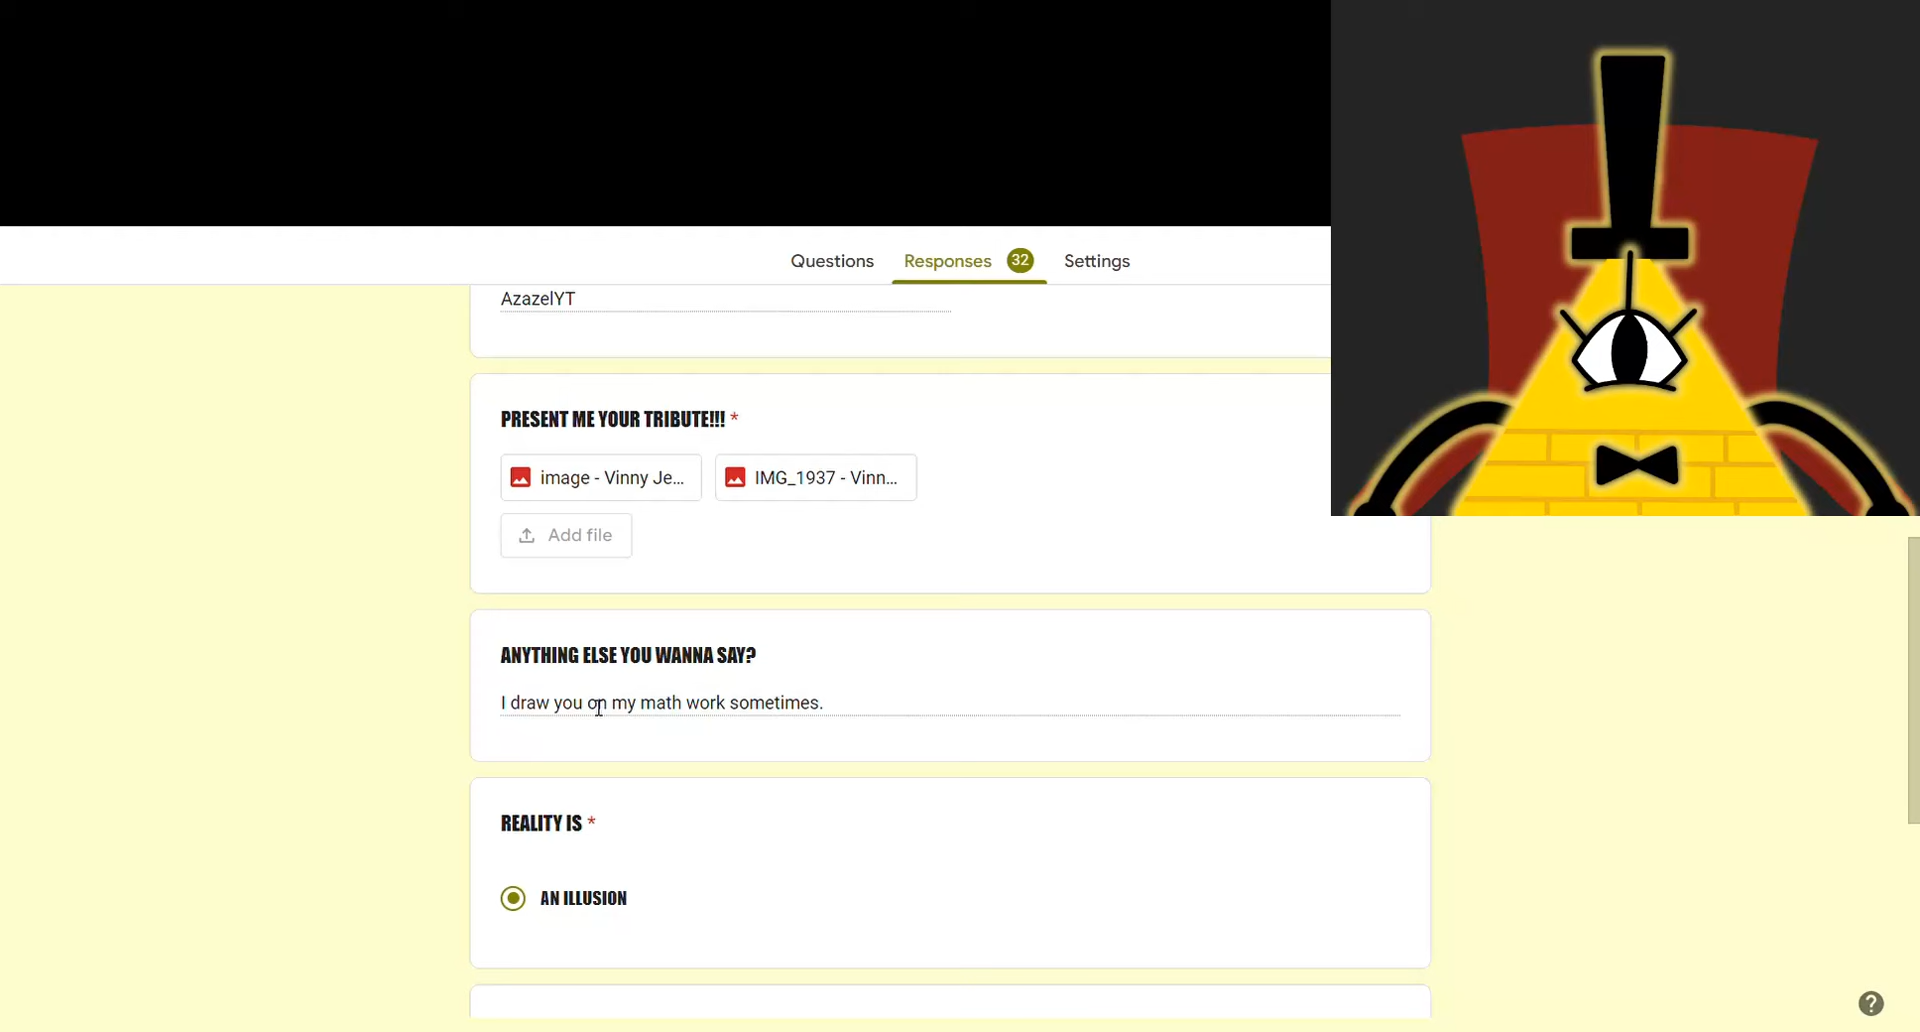 Questions Responses 32 Settings
AzazelYT
PRESENT ME YOUR TRIBUTE!!! *
image - Vinny Je... IMG_1937 - Vinn...
Add file
ANYTHING ELSE YOU WANNA SAY?
I draw you on my math work sometimes.
REALITY IS *
AN ILLUSION
?